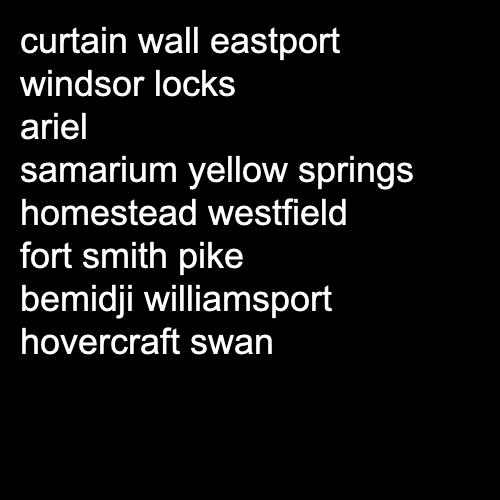 curtain wall eastport
windsor locks
ariel
samarium yellow springs
homestead westfield
fort smith pike
bemidji williamsport
hovercraft swan